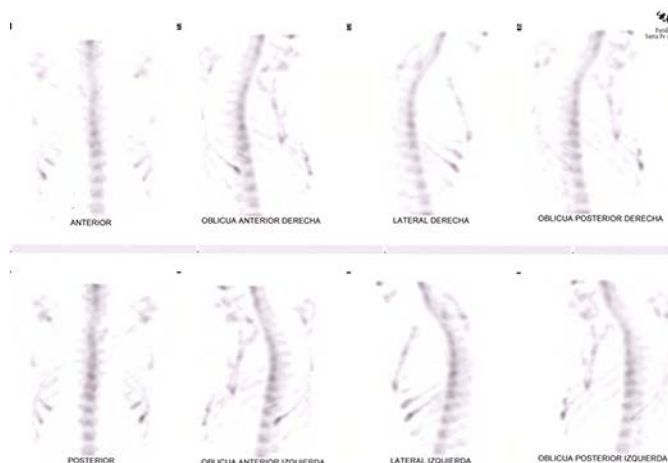 ANTERIOR
OBLICUA ANTERIOR DERECHA
LATERAL DERECHA
OBLICUA POSTERIOR DERECHA
POSTERIOR
OBLICUA ANTERIOR IZQUIERDA
LATERAL IZQUIERDA
OBLICUA POSTERIOR IZQUIERDA